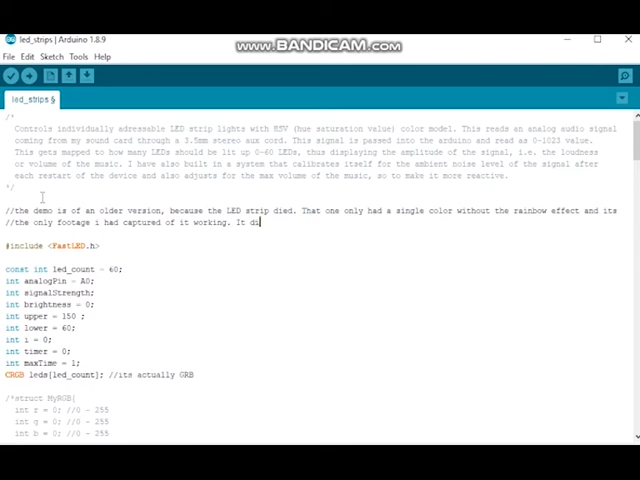 led_strips | Arduino 1.8.9
www.BANDICAM.com
File Edit Sketch Tools Help
led_strips §
/*
Controls individually adressable LED strip lights with HSV (hue saturation value) color model. This reads an analog audio signal
coming from my sound card through a 3.5mm stereo aux cord. This signal is passed into the arduino and read as 0-1023 value.
This gets mapped to how many LEDs should be lit up 0-60 LEDs, thus displaying the amplitude of the signal, i.e. the loudness
or volume of the music. I have also built in a system that calibrates itself for the ambient noise level of the signal after
each restart of the device and also adjusts for the max volume of the music, so to make it more reactive.
*/
//the demo is of an older version, because the LED strip died. That one only had a single color without the rainbow effect and its
//the only footage i had captured of it working. It di
#include <FastLED.h>
const int led_count = 60;
int analogPin = A0;
int signalStrength;
int brightness = 0;
int upper = 150 ;
int lower = 60;
int i = 0;
int timer = 0;
int maxTime = 1;
CRGB leds[led_count]; //its actually GRB
/*struct MyRGB{
int r = 0; //0 - 255
int g = 0; //0 - 255
int b = 0; //0 - 255